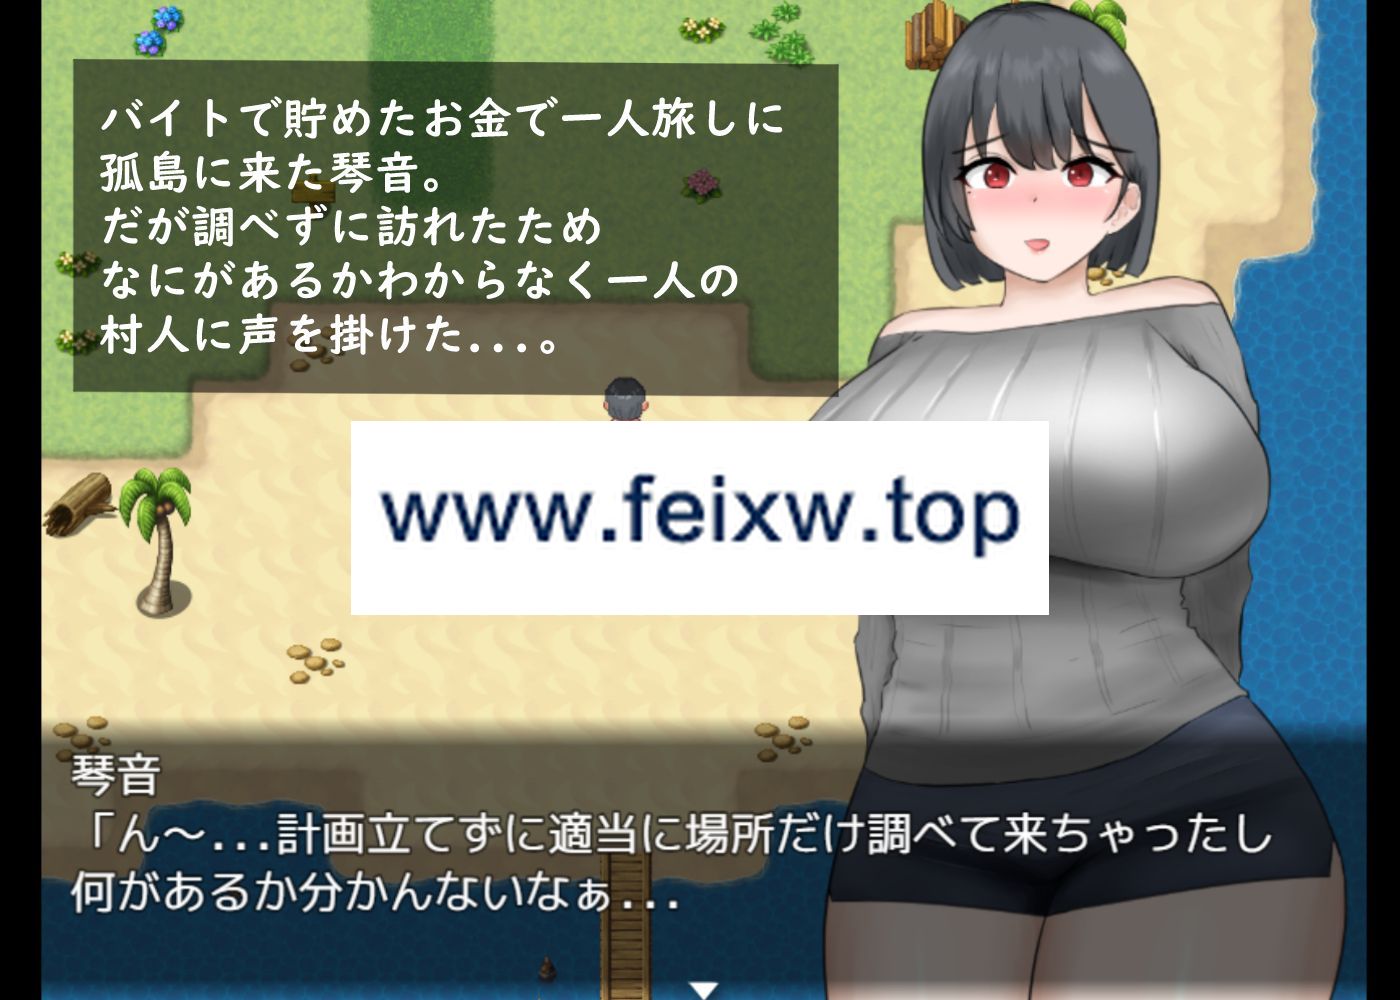 バイトで貯めたお金で一人旅しに
孤島に来た琴音。
だが調べずに訪れたため
なにがあるかわからなく一人の
村人に声を掛けた...。
www.feixw.top
琴音
「ん～...計画立てずに適当に場所だけ調べて来ちゃったし
何があるか分かんないなぁ...